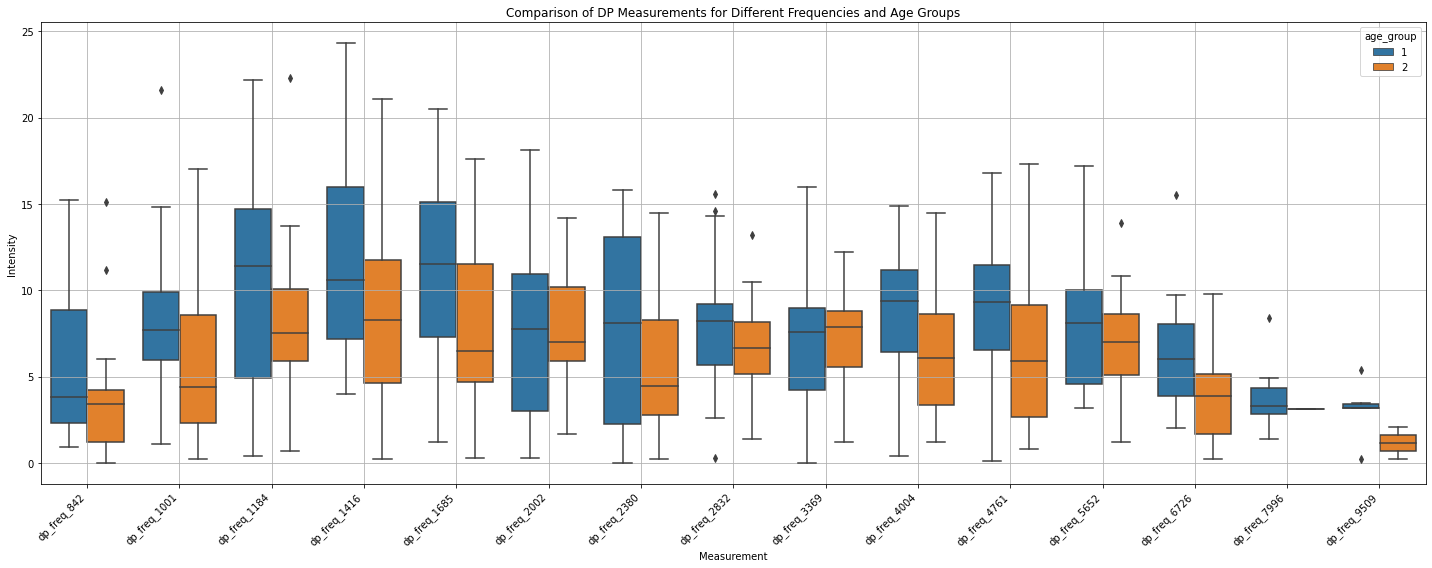 Comparison of DP Measurements for Different Frequencies and Age Groups
age_group
1
2
Intensity
25
20
15
10
5
0
dp_freq_842
dp_freq_1001
dp_freq_1184
dp_freq_1416
dp_freq_1685
dp_freq_2002
dp_freq_2380
dp_freq_2832
dp_freq_3369
dp_freq_4004
dp_freq_4761
dp_freq_5652
dp_freq_6726
dp_freq_7996
dp_freq_9509
Measurement